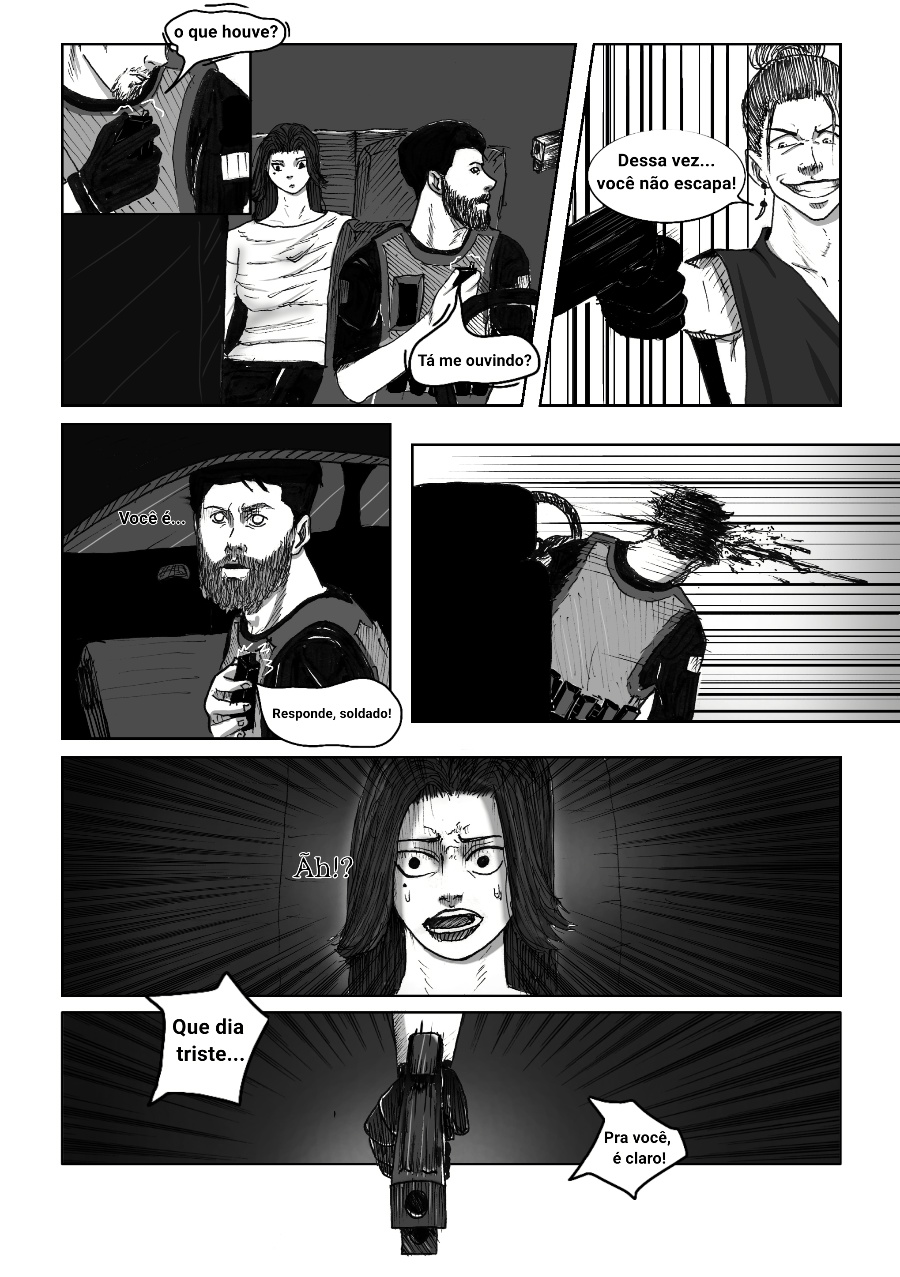 o que houve?
Dessa vez...
você não escapa!
Tá me ouvindo?
Você é...
Responde, soldado!
Ãh!?
Que dia
triste...
Pra você,
é claro!